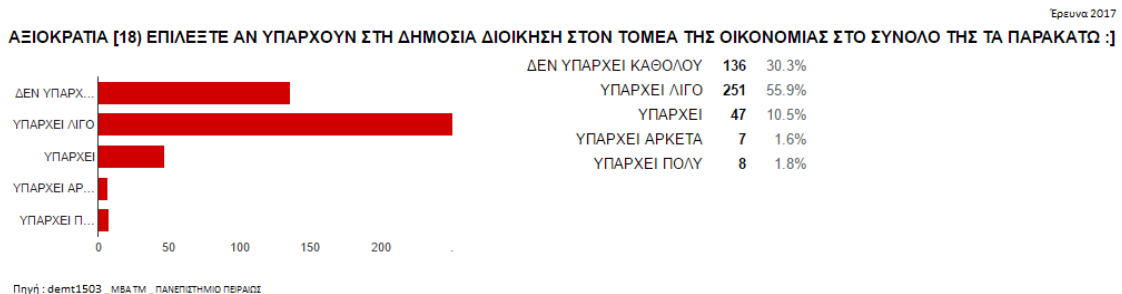 Έρευνα 2017
ΑΞΙΟΚΡΑΤΙΑ [18) ΕΠΙΛΕΞΤΕ ΑΝ ΥΠΑΡΧΟΥΝ ΣΤΗ ΔΗΜΟΣΙΑ ΔΙΟΙΚΗΣΗ ΣΤΟΝ ΤΟΜΕΑ ΤΗΣ ΟΙΚΟΝΟΜΙΑΣ ΣΤΟ ΣΥΝΟΛΟ ΤΗΣ ΤΑ ΠΑΡΑΚΑΤΩ :]
ΔΕΝ ΥΠΑΡΧ...
ΥΠΑΡΧΕΙ ΛΙΓΟ
ΥΠΑΡΧΕΙ
ΥΠΑΡΧΕΙ ΑΡ...
ΥΠΑΡΧΕΙ Π...
0 50 100 150 200 .
ΔΕΝ ΥΠΑΡΧΕΙ ΚΑΘΟΛΟΥ 136 30.3%
ΥΠΑΡΧΕΙ ΛΙΓΟ 251 55.9%
ΥΠΑΡΧΕΙ 47 10.5%
ΥΠΑΡΧΕΙ ΑΡΚΕΤΑ 7 1.6%
ΥΠΑΡΧΕΙ ΠΟΛΥ 8 1.8%
Πηγή : demt1503 _ MBA TM _ ΠΑΝΕΠΙΣΤΗΜΙΟ ΠΕΙΡΑΙΩΣ